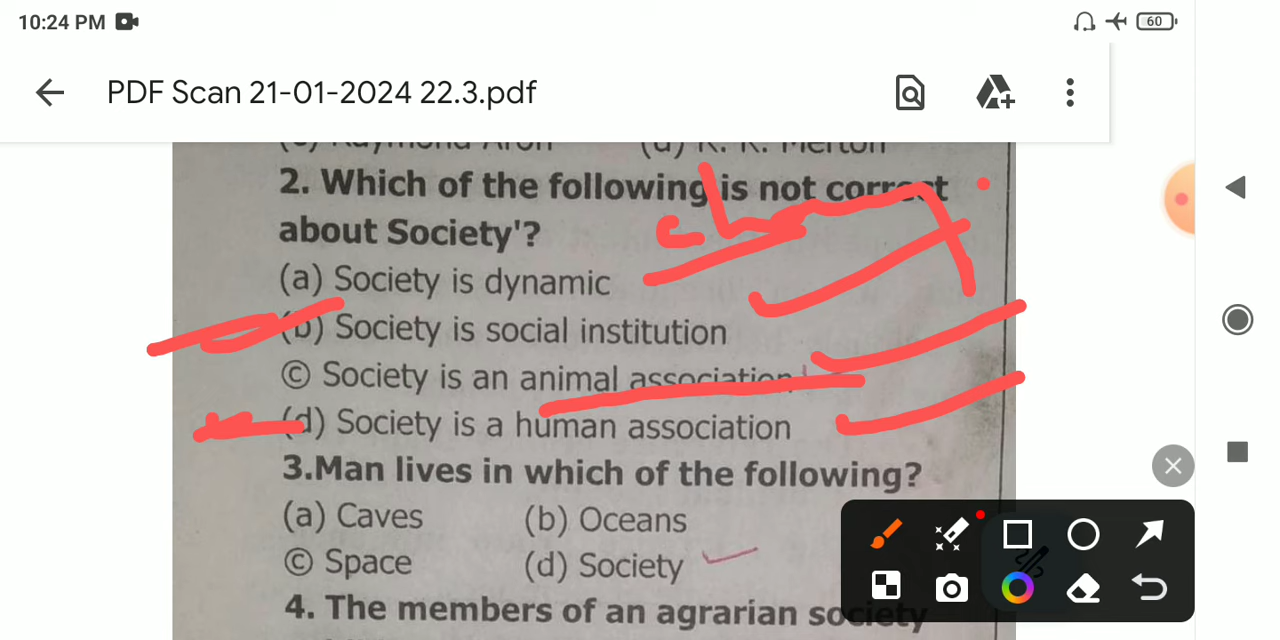 10:24 PM
60
PDF Scan 21-01-2024 22.3.pdf
(c) Raymond Aron (d) R. K. Merton
2. Which of the following is not correct
about Society'?
(a) Society is dynamic
(b) Society is social institution
© Society is an animal association
(d) Society is a human association
3.Man lives in which of the following?
(a) Caves (b) Oceans
© Space (d) Society
4. The members of an agrarian society